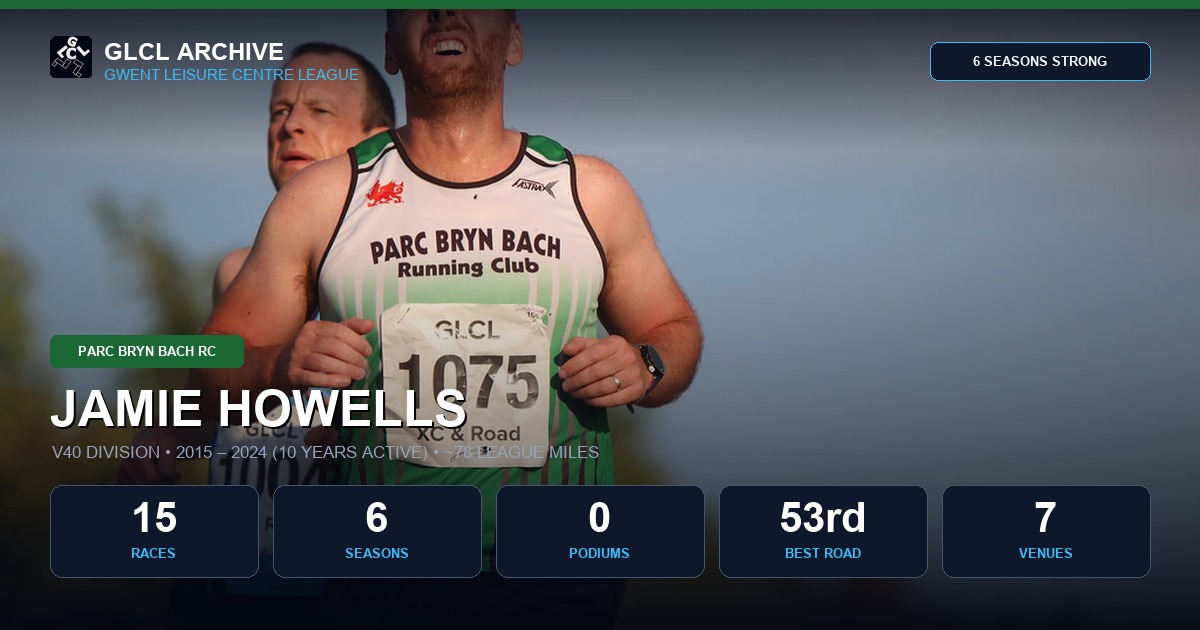 GLCL ARCHIVE
GWENT LEISURE CENTRE LEAGUE
6 SEASONS STRONG
FASTRAX
PARC BRYN BACH
Running Club
GLCL
1075
XC & Road
GLCL
PARC BRYN BACH RC
JAMIE HOWELLS
V40 DIVISION • 2015 – 2024 (10 YEARS ACTIVE) • ~78 LEAGUE MILES
15
RACES
6
SEASONS
0
PODIUMS
53rd
BEST ROAD
7
VENUES